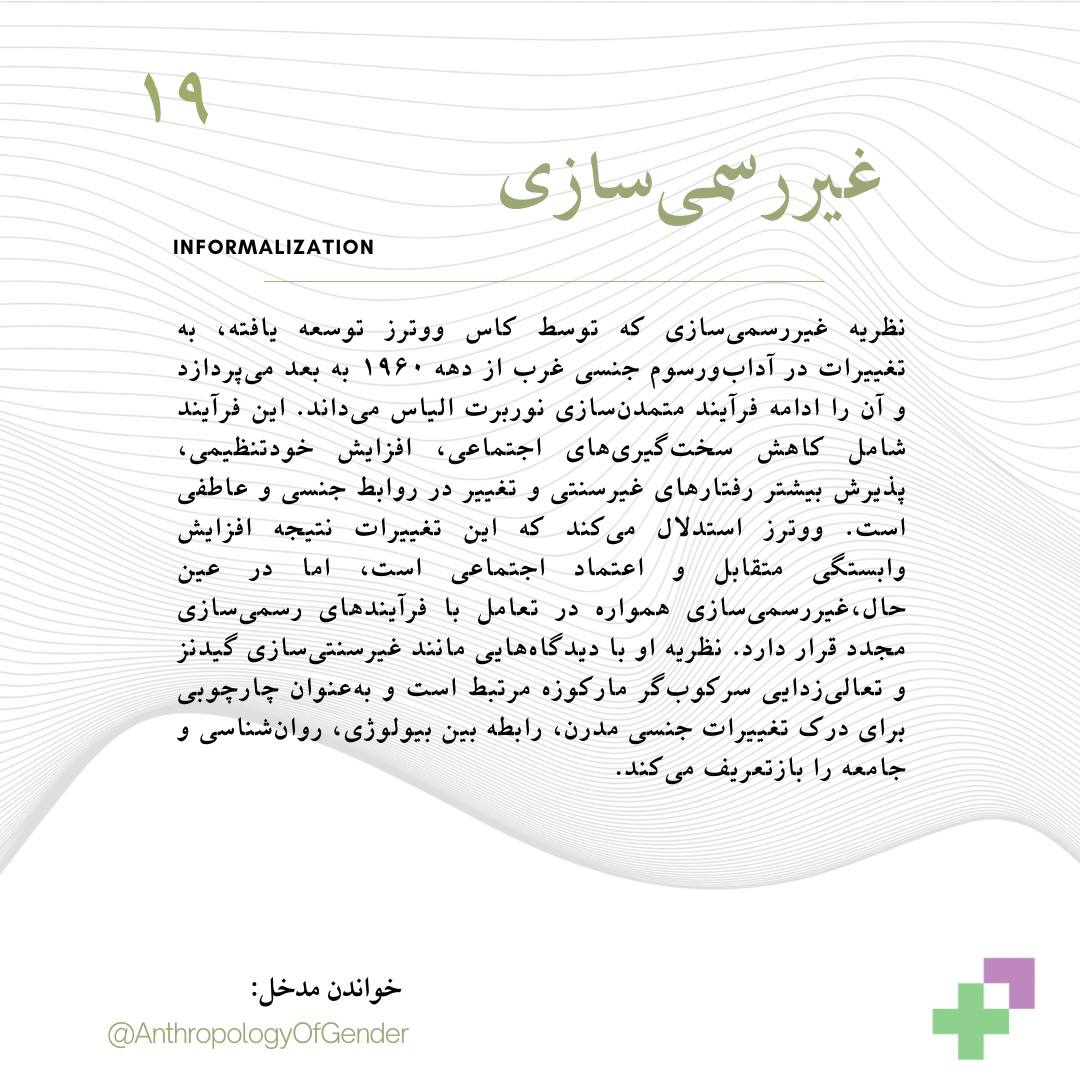 ۱۹
غیررسمی‌سازی
INFORMALIZATION
نظریه غیررسمی‌سازی که توسط کاس ووترز توسعه یافته، به
تغییرات در آداب‌ورسوم جنسی غرب از دهه ۱۹۶۰ به بعد می‌پردازد
و آن را ادامه فرآیند متمدن‌سازی نوربرت الیاس می‌داند. این فرآیند
شامل کاهش سخت‌گیری‌های اجتماعی، افزایش خودتنظیمی،
پذیرش بیشتر رفتارهای غیرسنتی و تغییر در روابط جنسی و عاطفی
است. ووترز استدلال می‌کند که این تغییرات نتیجه افزایش
وابستگی متقابل و اعتماد اجتماعی است، اما در عین
حال،غیررسمی‌سازی همواره در تعامل با فرآیندهای رسمی‌سازی
مجدد قرار دارد. نظریه او با دیدگاه‌هایی مانند غیرسنتی‌سازی گیدنز
و تعالی‌زدایی سرکوب‌گر مارکوزه مرتبط است و به‌عنوان چارچوبی
برای درک تغییرات جنسی مدرن، رابطه بین بیولوژی، روان‌شناسی و
جامعه را بازتعریف می‌کند.
خواندن مدخل:
@AnthropologyOfGender